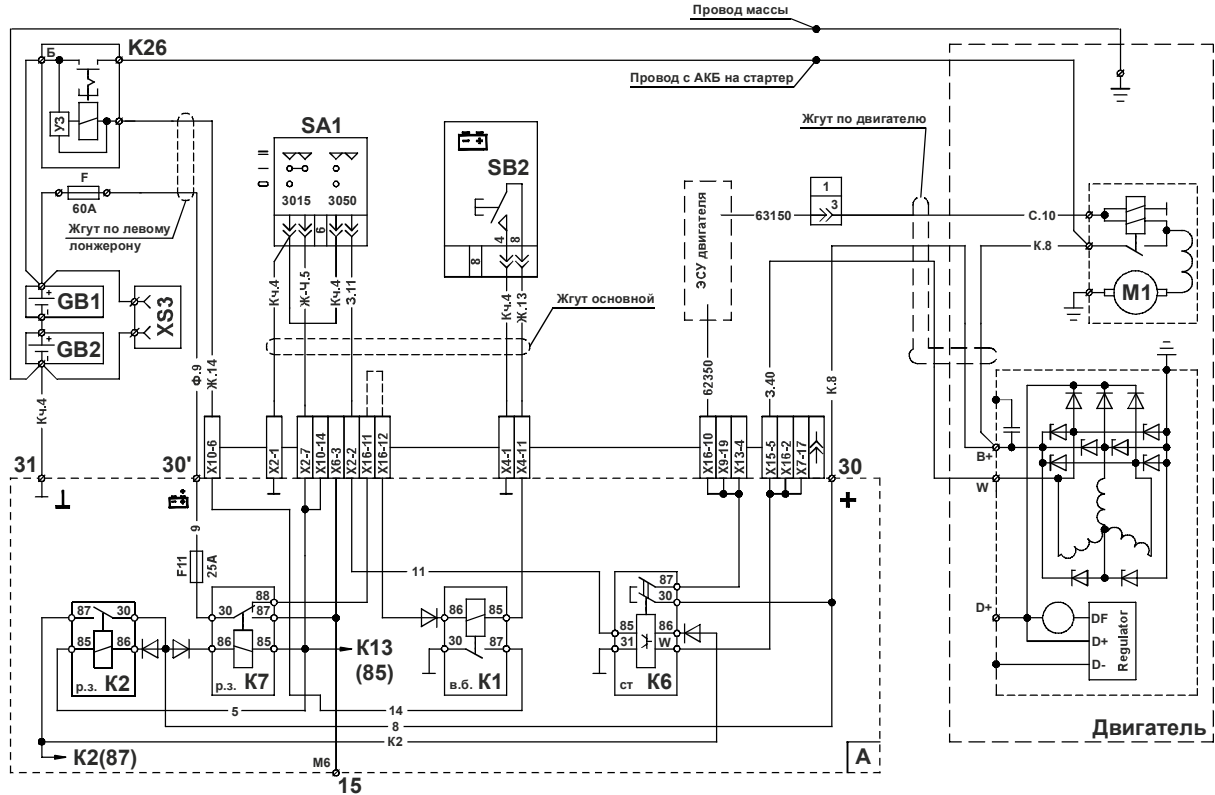 Провод массы
Б
K26
Провод с АКБ на стартер
УЗ
SA1
II
I
0
3015
3050
6
SB2
4
8
8
Жгут по двигателю
1
3
63150
ЭСУ двигателя
С.10
К.8
M1
F
60A
Жгут по левому
лонжерону
GB1
GB2
XS3
+
-
+
-
Кч.4
Ж-Ч.5
Кч.4
З.11
Кч.4
Ж.13
Жгут основной
Кч.4
Ф.9
Ж.14
62350
З.40
К.8
X10-6
X2-1
X2-7
X10-14
X6-3
X2-2
X16-11
X16-12
X4-1
X4-11
X16-10
X9-19
X13-4
X15-5
X16-2
X7-17
31
30'
30
+
B+
W
9
F11
25A
11
87
30
85
86
р.з.
K2
88
30
87
86
85
р.з.
K7
K13
(85)
86
85
30
87
в.б.
K1
87
30
85
86
31
W
ст
K6
D+
DF
D+
D-
Regulator
5
14
8
К2
K2(87)
М6
15
A
Двигатель